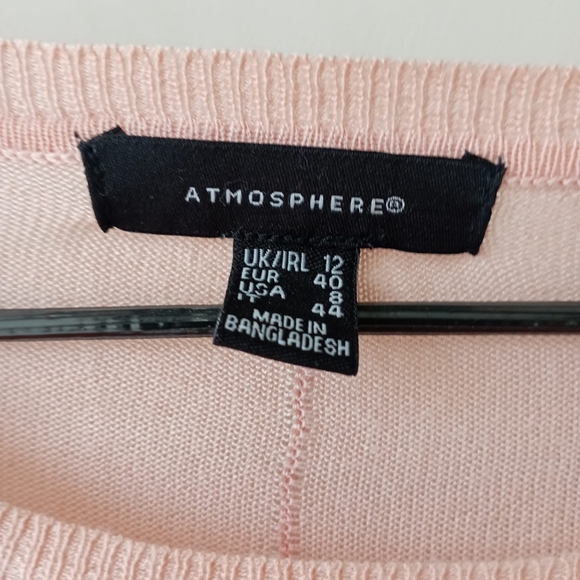 ATMOSPHERE®
UK/IRL 12
EUR 40
USA 8
IT 44
MADE IN
BANGLADESH